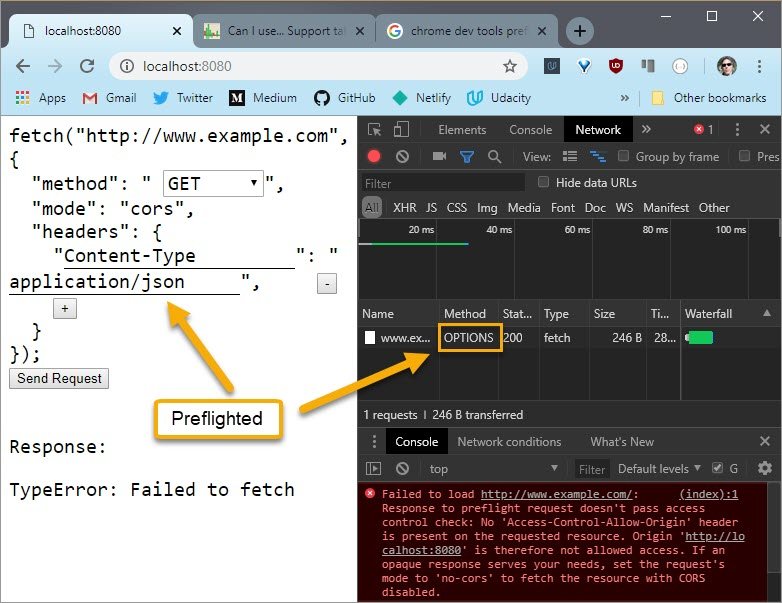 localhost:8080
Can I use... Support tal
chrome dev tools pref
localhost:8080
Apps Gmail Twitter Medium GitHub Netlify Udacity » Other bookmarks
fetch("http://www.example.com",
{
"method": " GET ",
"mode": "cors",
"headers": {
"Content-Type ": "
application/json ", -
+
}
});
Send Request
Preflighted
Response:
TypeError: Failed to fetch
Elements Console Network » 1
View: Group by frame Pres
Filter Hide data URLs
All XHR JS CSS Img Media Font Doc WS Manifest Other
20 ms 40 ms 60 ms 80 ms 100 ms
Name Method Stat... Type Size Ti... Waterfall
www.ex... OPTIONS 200 fetch 246 B 28...
1 requests | 246 B transferred
Console Network conditions What's New
top Filter Default levels G
Failed to load http://www.example.com/: (index):1
Response to preflight request doesn't pass access
control check: No 'Access-Control-Allow-Origin' header
is present on the requested resource. Origin 'http://lo
calhost:8080' is therefore not allowed access. If an
opaque response serves your needs, set the request's
mode to 'no-cors' to fetch the resource with CORS
disabled.